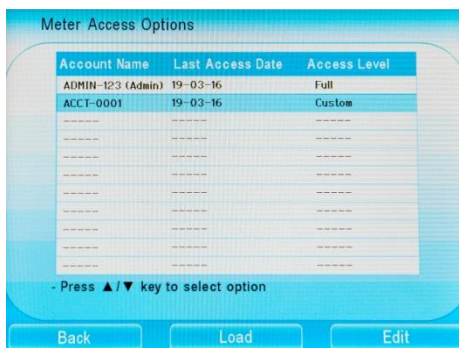 Meter Access Options
Account Name Last Access Date Access Level
ADMIN-123 (Admin) 19-03-16 Full
ACCT-0001 19-03-16 Custom
----- ----- -----
----- ----- -----
----- ----- -----
----- ----- -----
----- ----- -----
----- ----- -----
----- ----- -----
----- ----- -----
----- ----- -----
- Press ▲/▼ key to select option
Back Load Edit